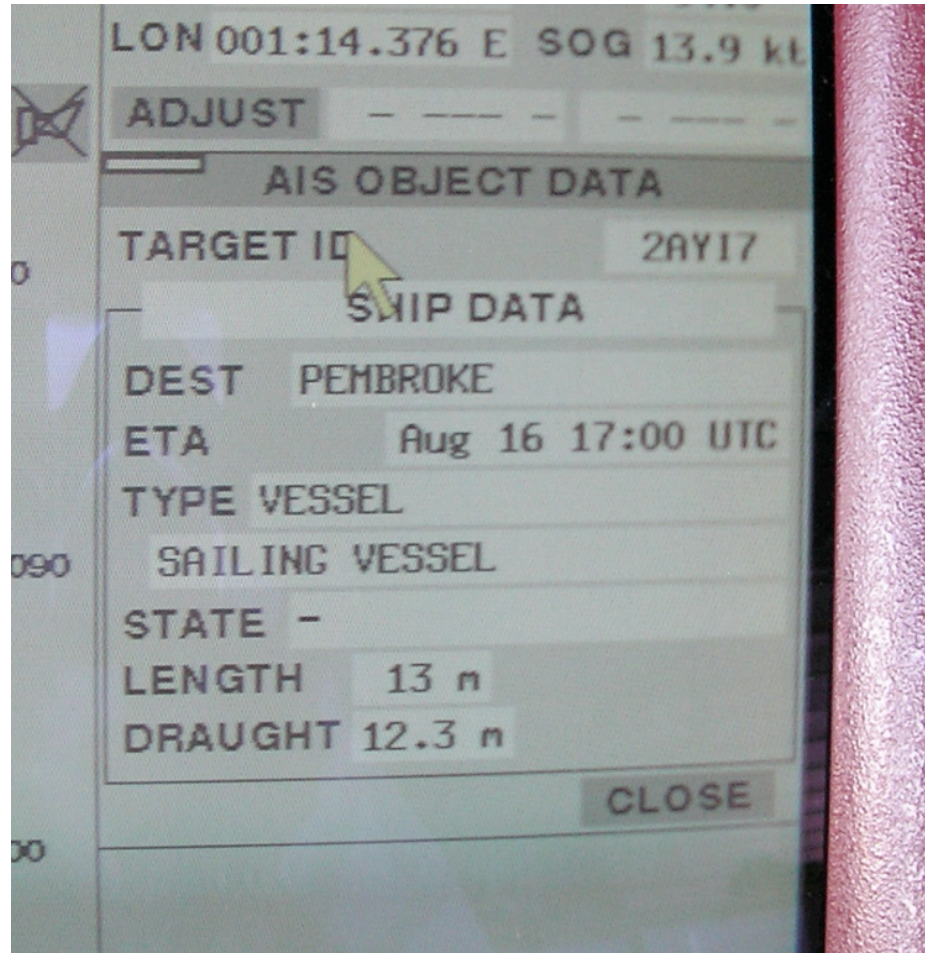 LON 001:14.376 E SOG 13.9 kt
ADJUST - --- - - --- -
AIS OBJECT DATA
TARGET ID 2AYI7
SHIP DATA
DEST PEMBROKE
ETA Aug 16 17:00 UTC
TYPE VESSEL
090 SAILING VESSEL
STATE -
LENGTH 13 m
DRAUGHT 12.3 m
CLOSE